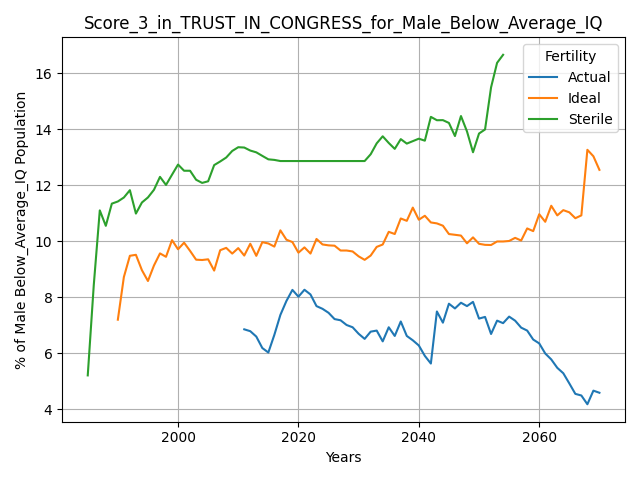 Score_3_in_TRUST_IN_CONGRESS_for_Male_Below_Average_IQ
% of Male Below_Average_IQ Population
16
14
12
10
8
6
4
Fertility
Actual
Ideal
Sterile
2000
2020
2040
2060
Years